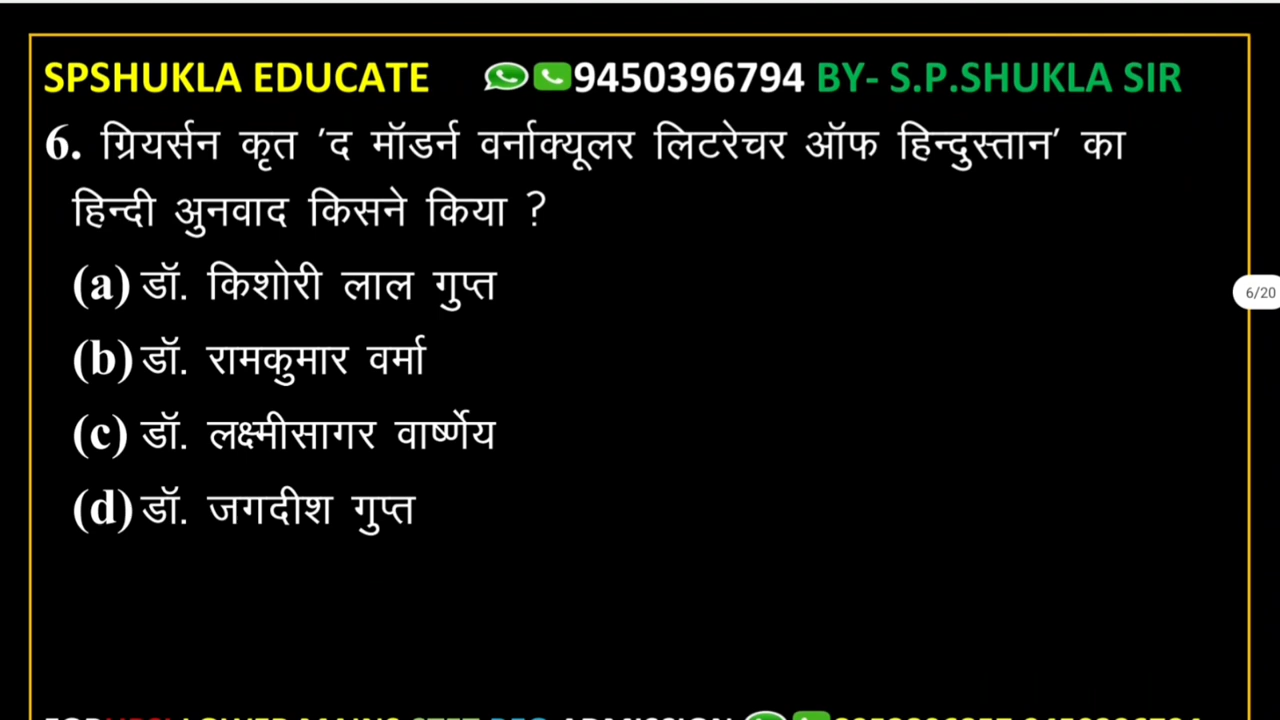 SPSHUKLA EDUCATE 9450396794 BY- S.P.SHUKLA SIR
6. ग्रियर्सन कृत 'द मॉडर्न वर्नाक्यूलर लिटरेचर ऑफ हिन्दुस्तान' का
हिन्दी अुनवाद किसने किया ?
(a) डॉ. किशोरी लाल गुप्त
6/20
(b) डॉ. रामकुमार वर्मा
(c) डॉ. लक्ष्मीसागर वार्ष्णेय
(d) डॉ. जगदीश गुप्त